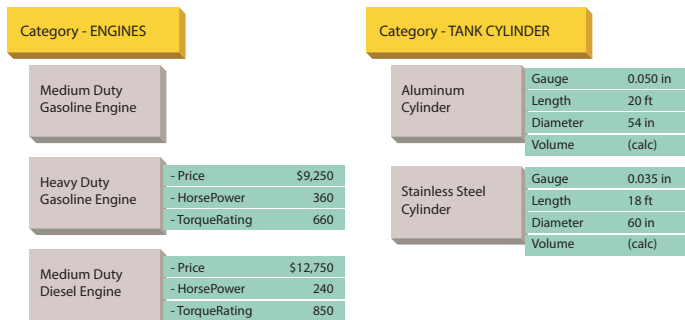 Category - ENGINES
Medium Duty
Gasoline Engine
Heavy Duty
Gasoline Engine
- Price $9,250
- HorsePower 360
- TorqueRating 660
Medium Duty
Diesel Engine
- Price $12,750
- HorsePower 240
- TorqueRating 850
Category - TANK CYLINDER
Aluminum
Cylinder
Gauge 0.050 in
Length 20 ft
Diameter 54 in
Volume (calc)
Stainless Steel
Cylinder
Gauge 0.035 in
Length 18 ft
Diameter 60 in
Volume (calc)